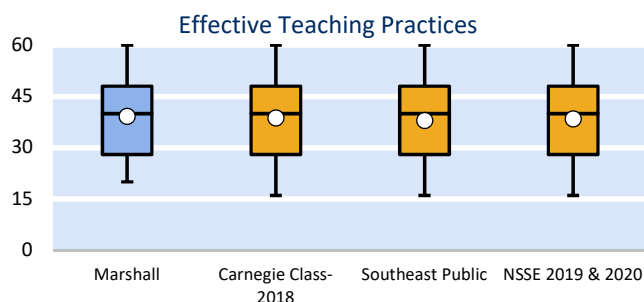 Effective Teaching Practices
60
45
30
15
0
Marshall
Carnegie Class-
2018
Southeast Public
NSSE 2019 & 2020